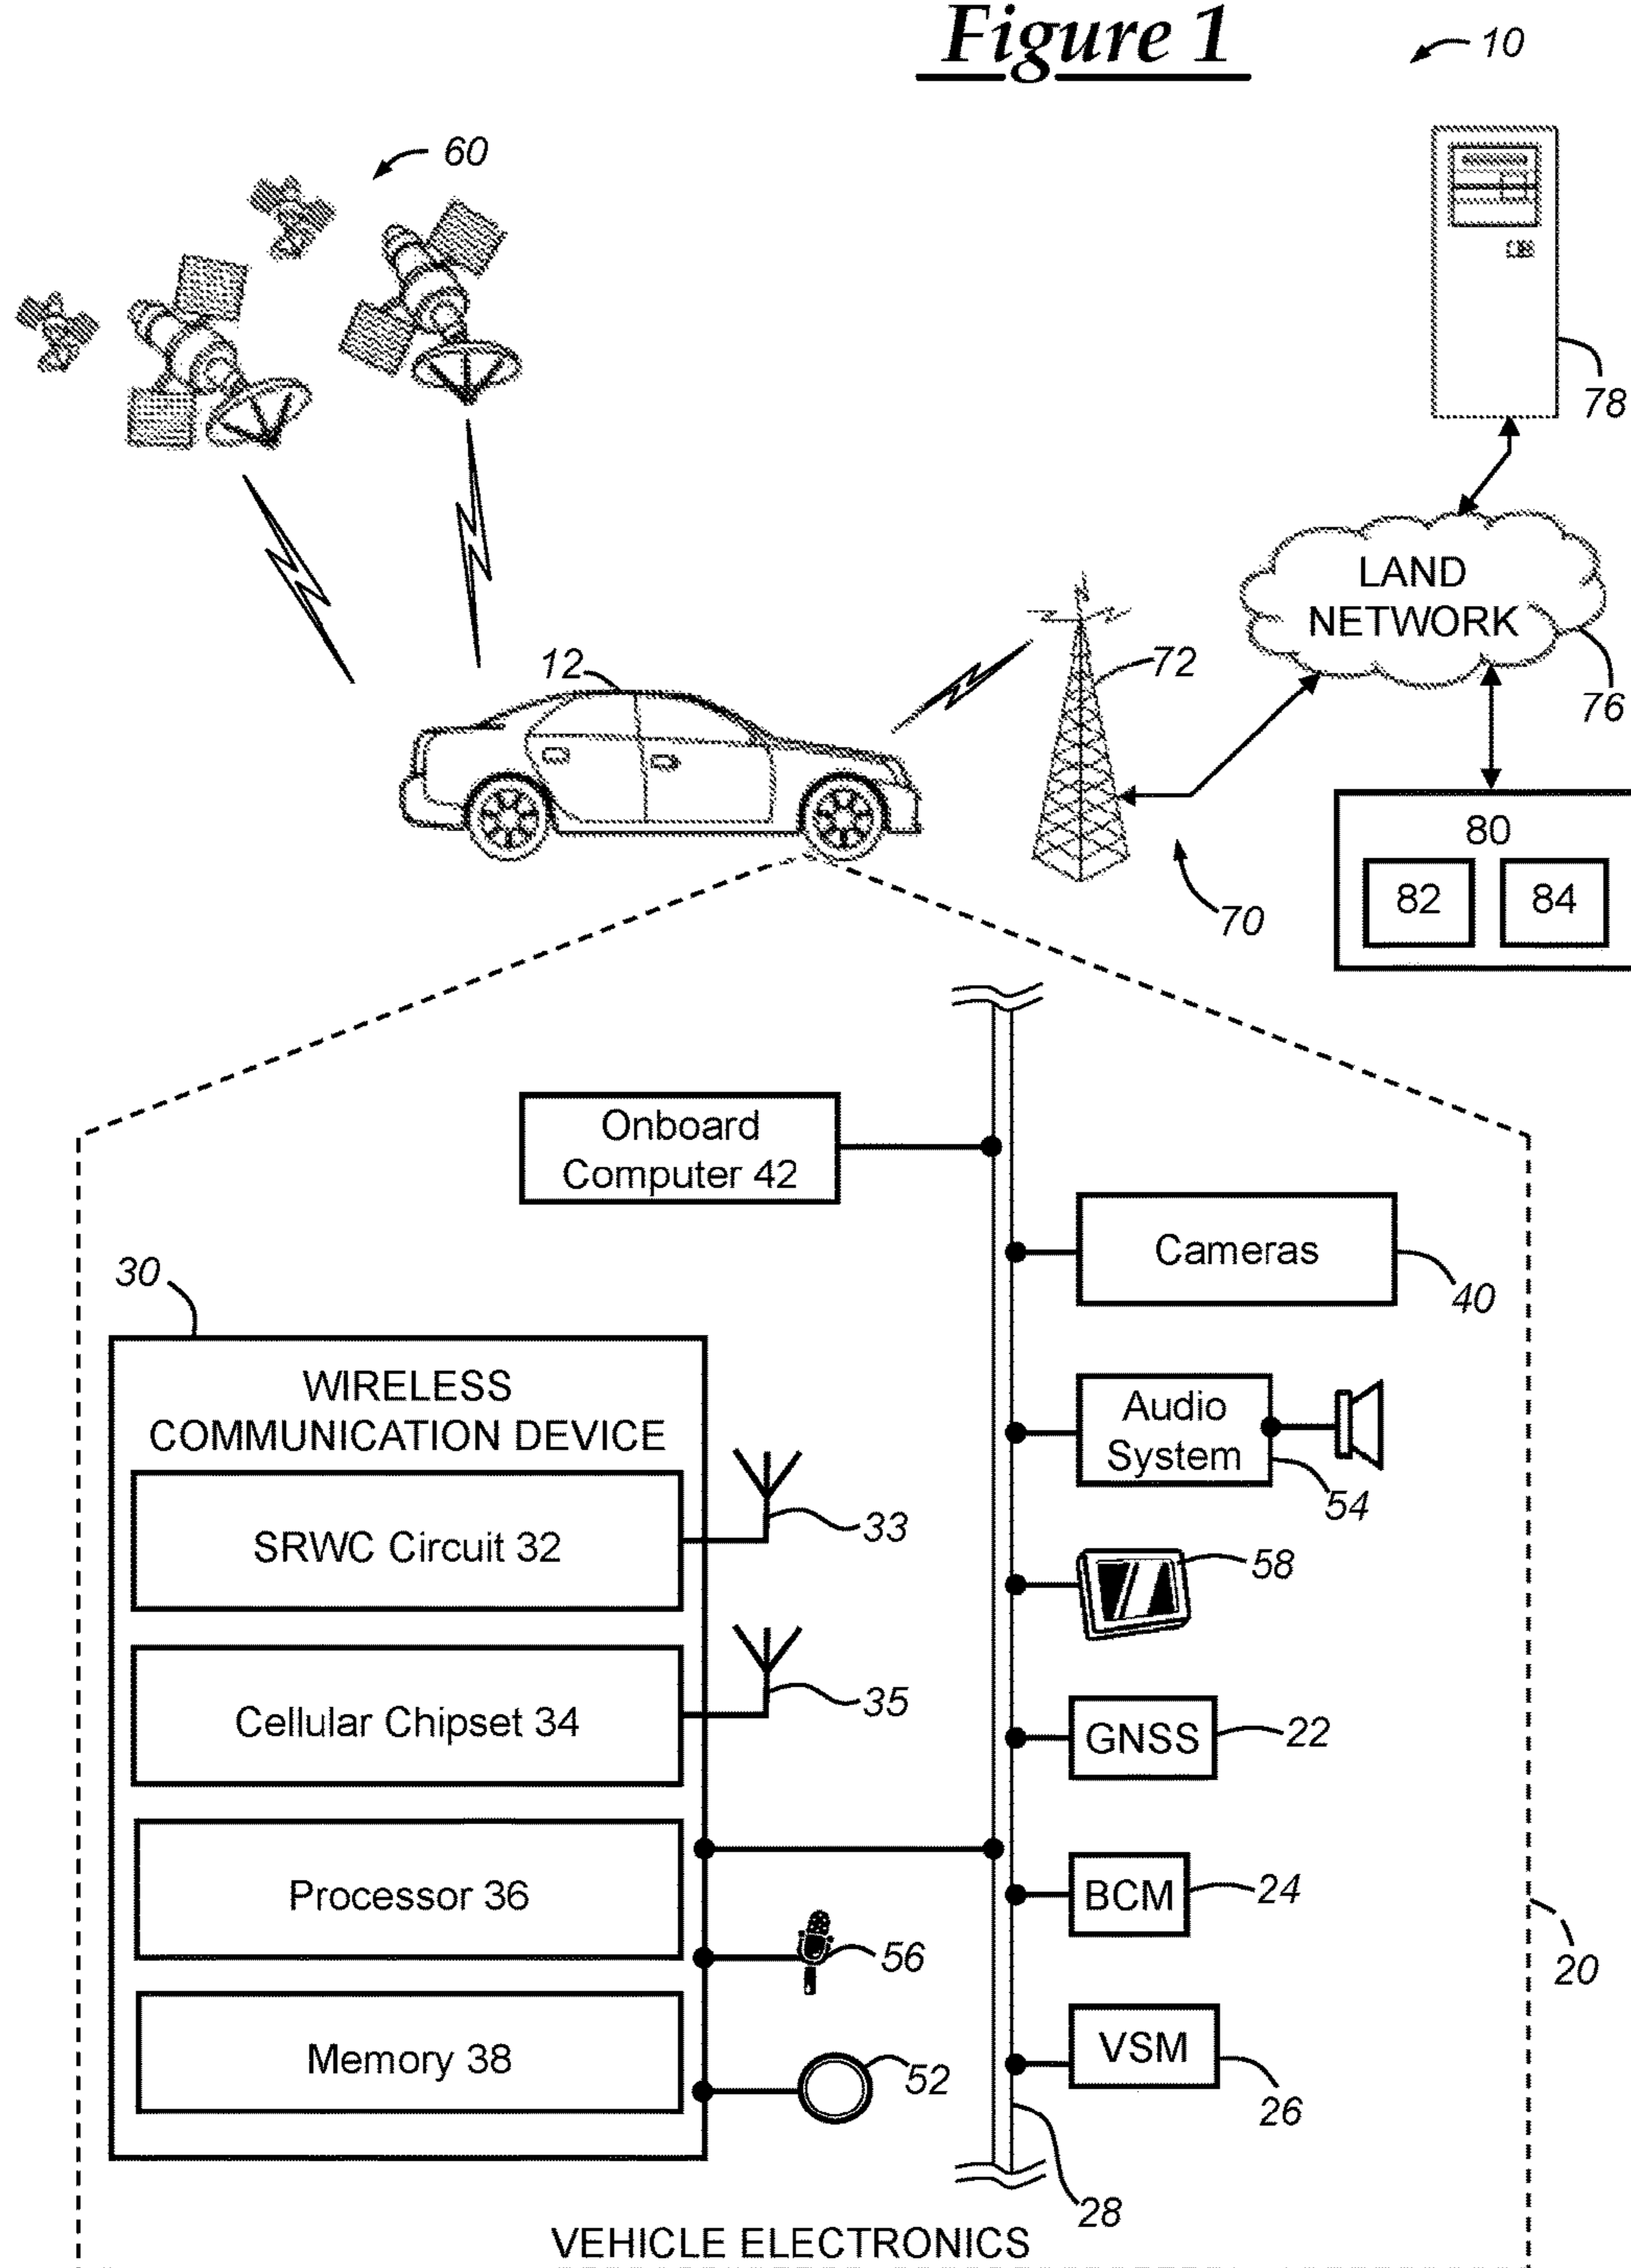 Figure 1
10
60
78
LAND
NETWORK
12
72
76
80
82 84
70
Onboard
Computer 42
Cameras
40
30
WIRELESS
COMMUNICATION DEVICE
Audio
System
54
SRWC Circuit 32
33
58
Cellular Chipset 34
35
GNSS
22
Processor 36
BCM
24
56
20
Memory 38
52
VSM
26
28
VEHICLE ELECTRONICS